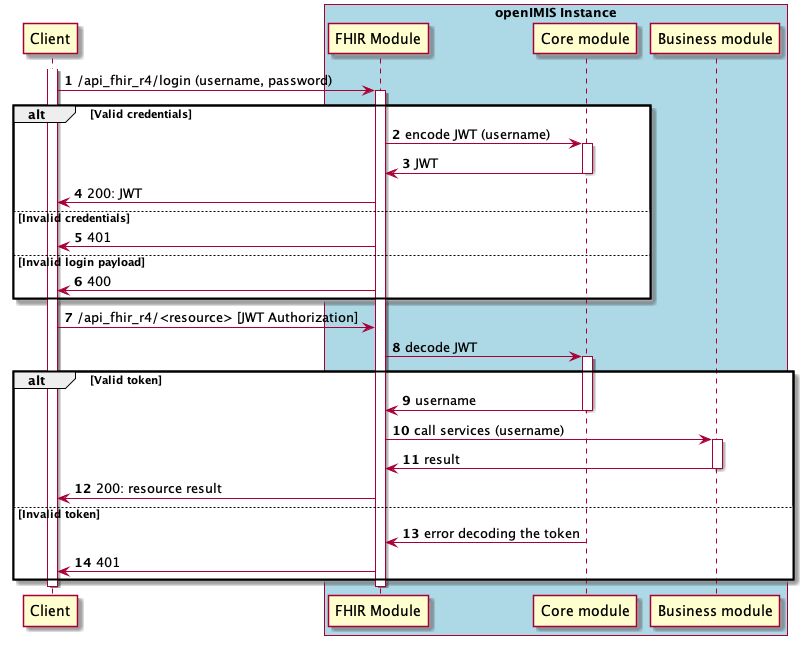 openIMIS Instance
Client
FHIR Module
Core module
Business module
1 /api_fhir_r4/login (username, password)
alt [Valid credentials]
2 encode JWT (username)
3 JWT
4 200: JWT
[Invalid credentials]
5 401
[Invalid login payload]
6 400
7 /api_fhir_r4/<resource> [JWT Authorization]
8 decode JWT
alt [Valid token]
9 username
10 call services (username)
11 result
12 200: resource result
[Invalid token]
13 error decoding the token
14 401
Client
FHIR Module
Core module
Business module